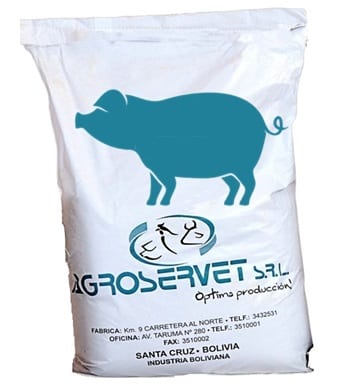 AGROSERVET S.R.L.
Optima producción!
FABRICA: Km. 9 CARRETERA AL NORTE • TELF.: 3432531
OFICINA: AV. TARUMA Nº 280 • TELF.: 3510001
FAX: 3510002
SANTA CRUZ - BOLIVIA
INDUSTRIA BOLIVIANA